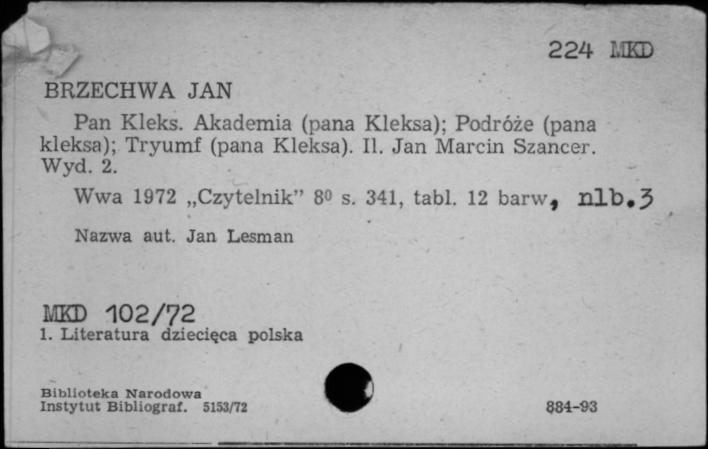 224 MKD
BRZECHWA JAN
Pan Kleks. Akademia (pana Kleksa); Podróże (pana
kleksa); Tryumf (pana Kleksa). Il. Jan Marcin Szancer.
Wyd. 2.
Wwa 1972 „Czytelnik” 8⁰ s. 341, tabl. 12 barw, nlb.3
Nazwa aut. Jan Lesman
MKD 102/72
1. Literatura dziecięca polska
Biblioteka Narodowa
Instytut Bibliograf. 5153/72
884-93